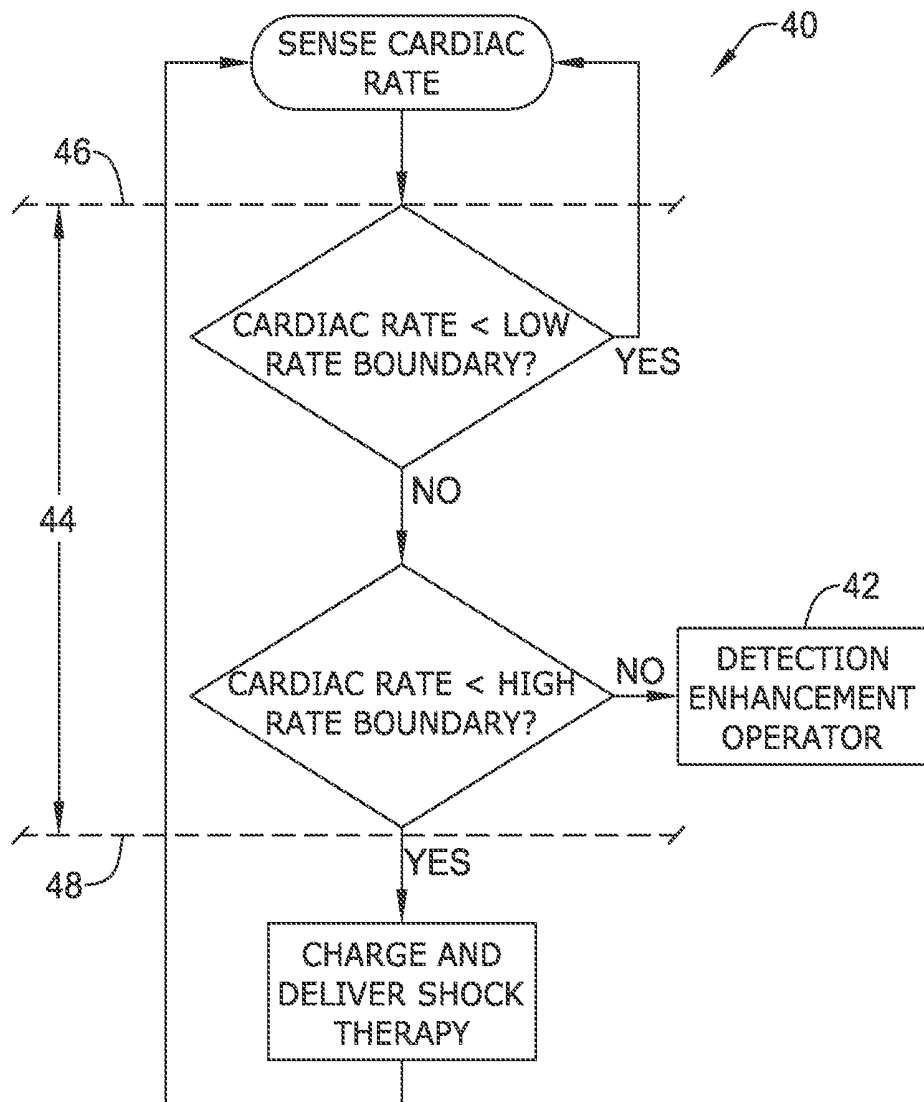 SENSE CARDIAC
RATE
40
46
CARDIAC RATE < LOW
RATE BOUNDARY?
YES
44
NO
42
CARDIAC RATE < HIGH
RATE BOUNDARY?
NO
DETECTION
ENHANCEMENT
OPERATOR
48
YES
CHARGE AND
DELIVER SHOCK
THERAPY